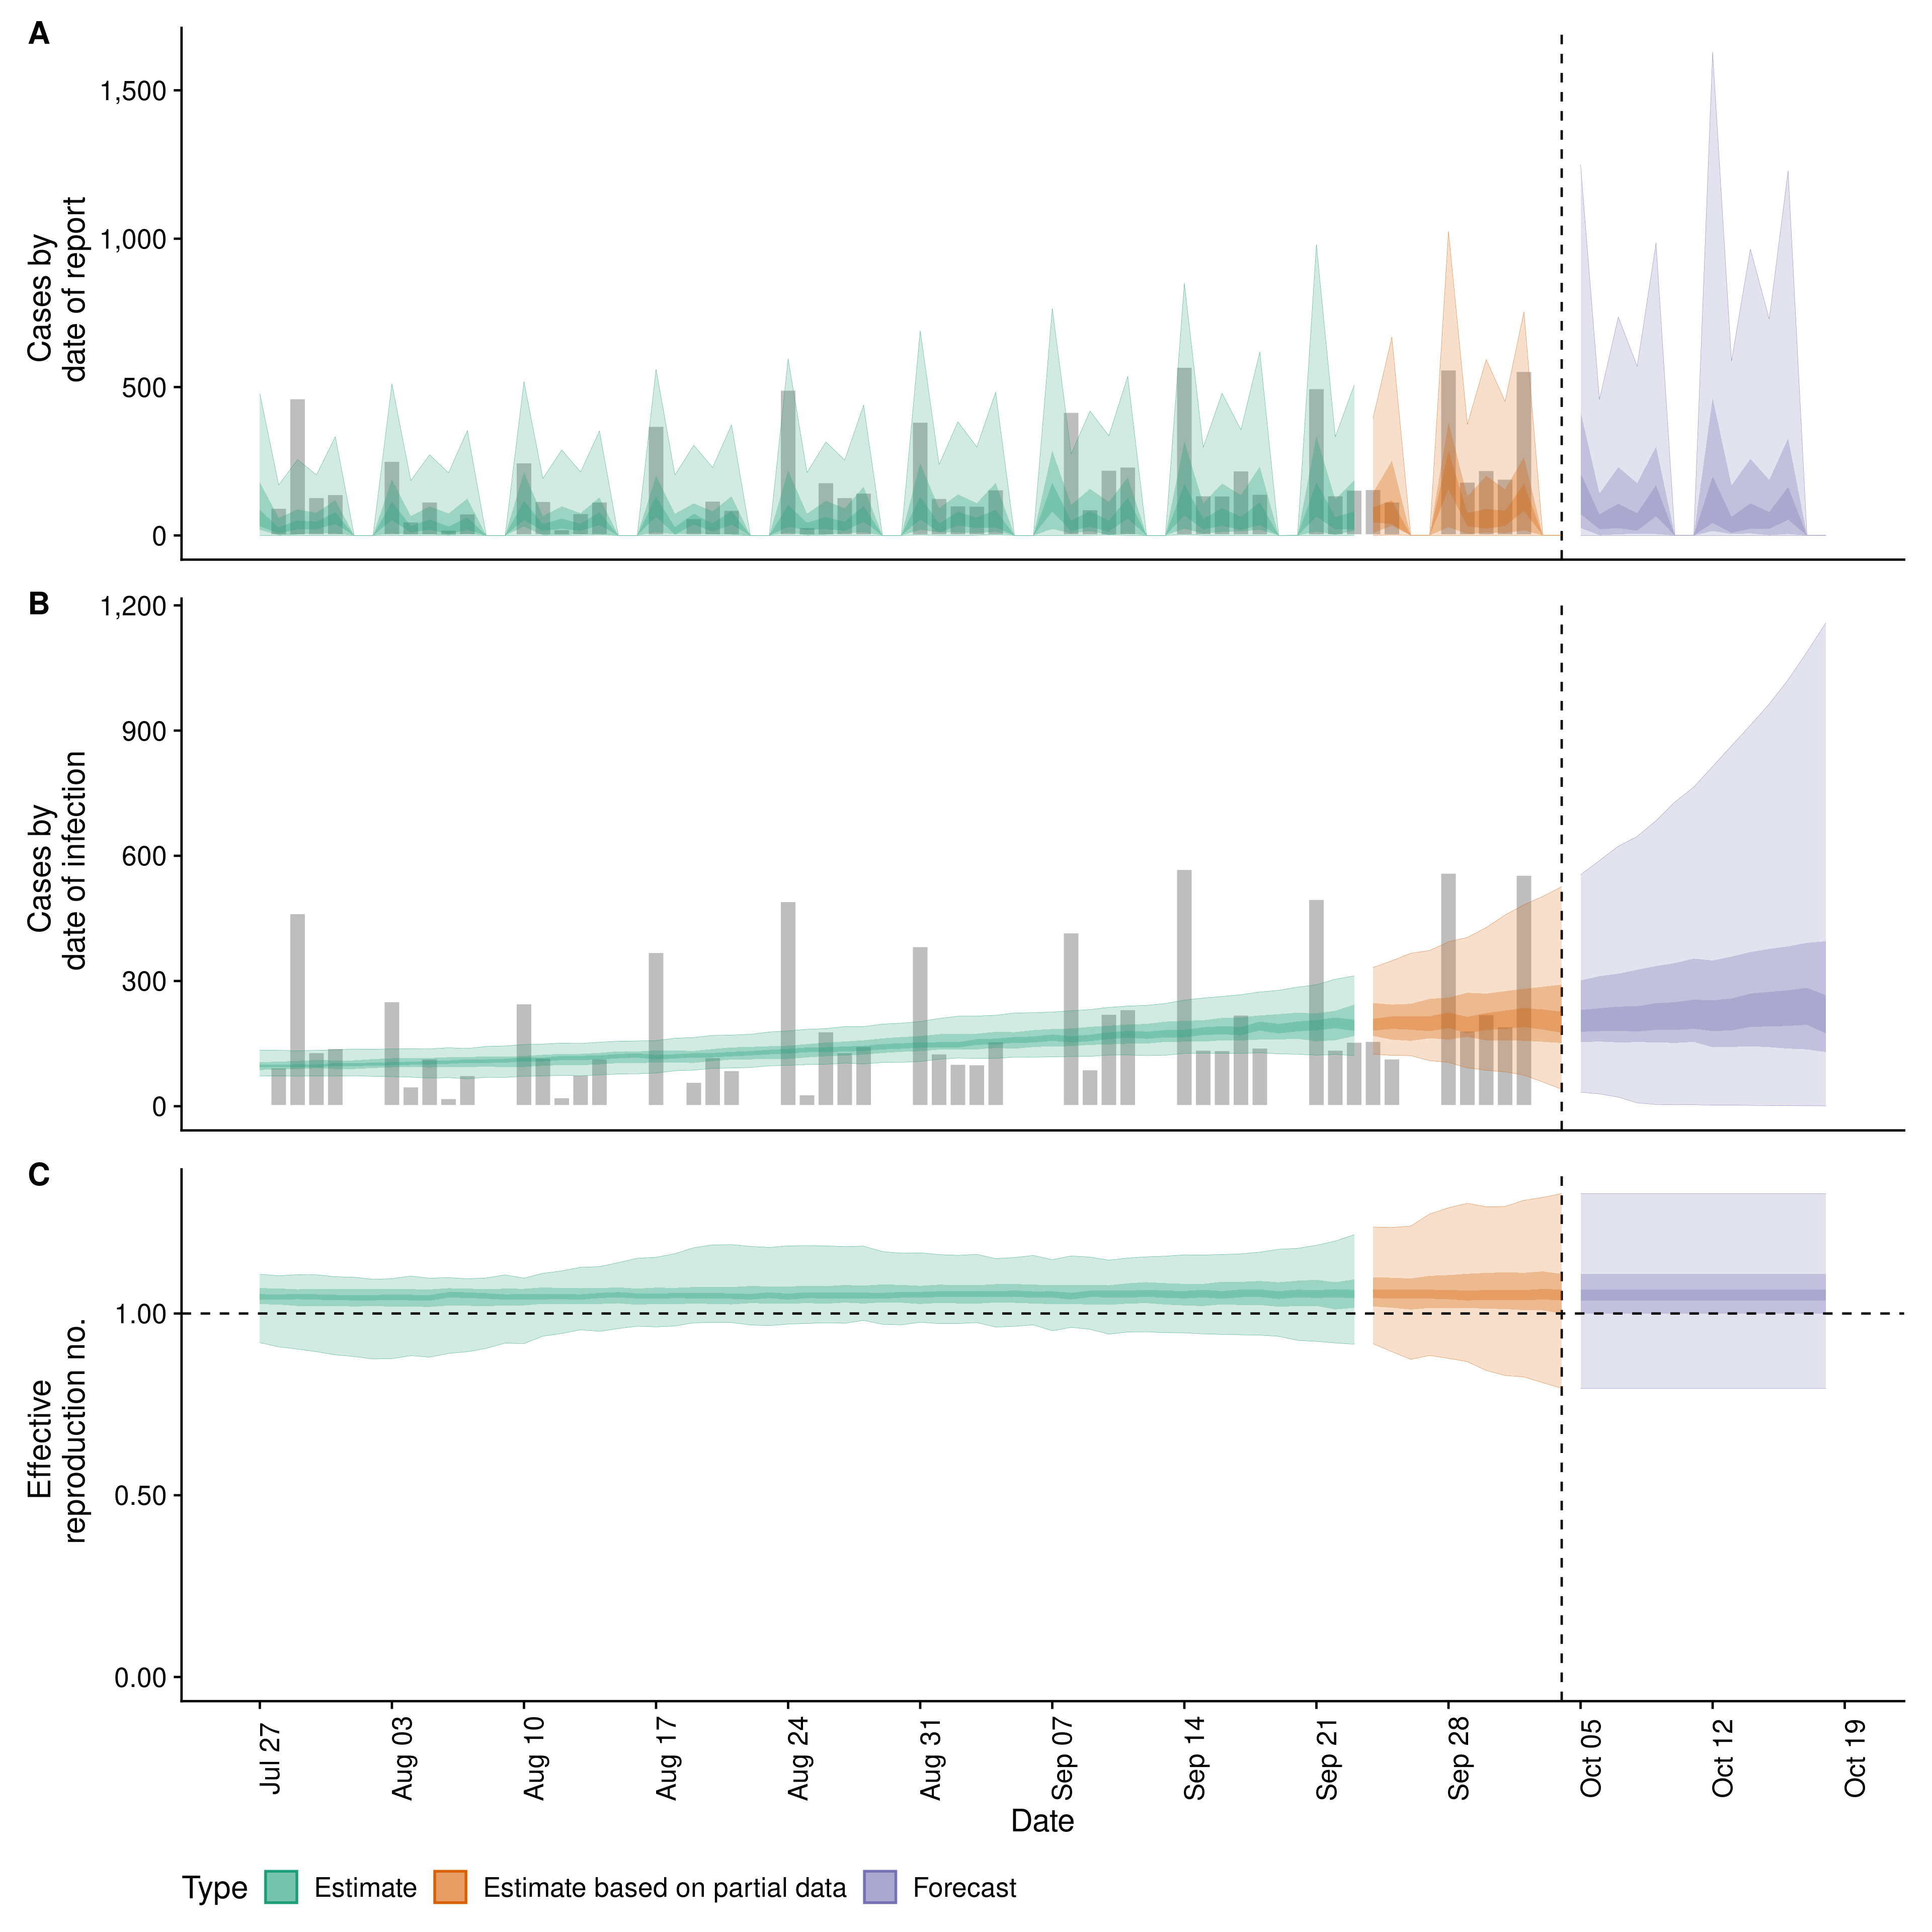 A
1,500
1,000
500
0
Cases by
date of report
B
1,200
900
600
300
0
Cases by
date of infection
C
1.00
0.50
0.00
Effective
reproduction no.
Jul 27
Aug 03
Aug 10
Aug 17
Aug 24
Aug 31
Sep 07
Sep 14
Sep 21
Sep 28
Oct 05
Oct 12
Oct 19
Date
Type Estimate Estimate based on partial data Forecast